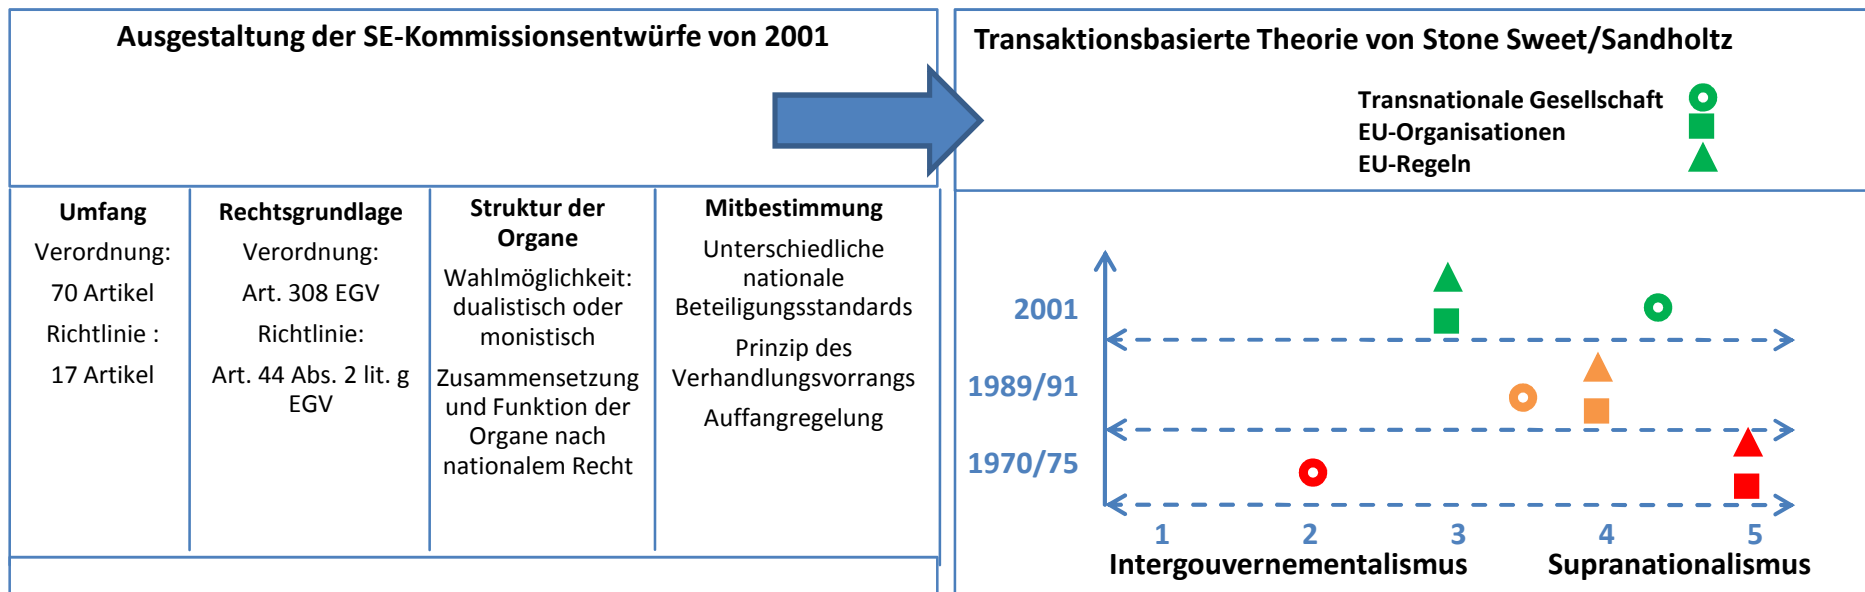 Ausgestaltung der SE-Kommissionsentwürfe von 2001
Umfang
Verordnung:
70 Artikel
Richtlinie :
17 Artikel
Rechtsgrundlage
Verordnung:
Art. 308 EGV
Richtlinie:
Art. 44 Abs. 2 lit. g
EGV
Struktur der
Organe
Wahlmöglichkeit:
dualistisch oder
monistisch
Zusammensetzung
und Funktion der
Organe nach
nationalem Recht
Mitbestimmung
Unterschiedliche
nationale
Beteiligungsstandards
Prinzip des
Verhandlungsvorrangs
Auffangregelung
Transaktionsbasierte Theorie von Stone Sweet/Sandholtz
Transnationale Gesellschaft
EU-Organisationen
EU-Regeln
2001
1989/91
1970/75
1 2 3 4 5
Intergouvernementalismus Supranationalismus